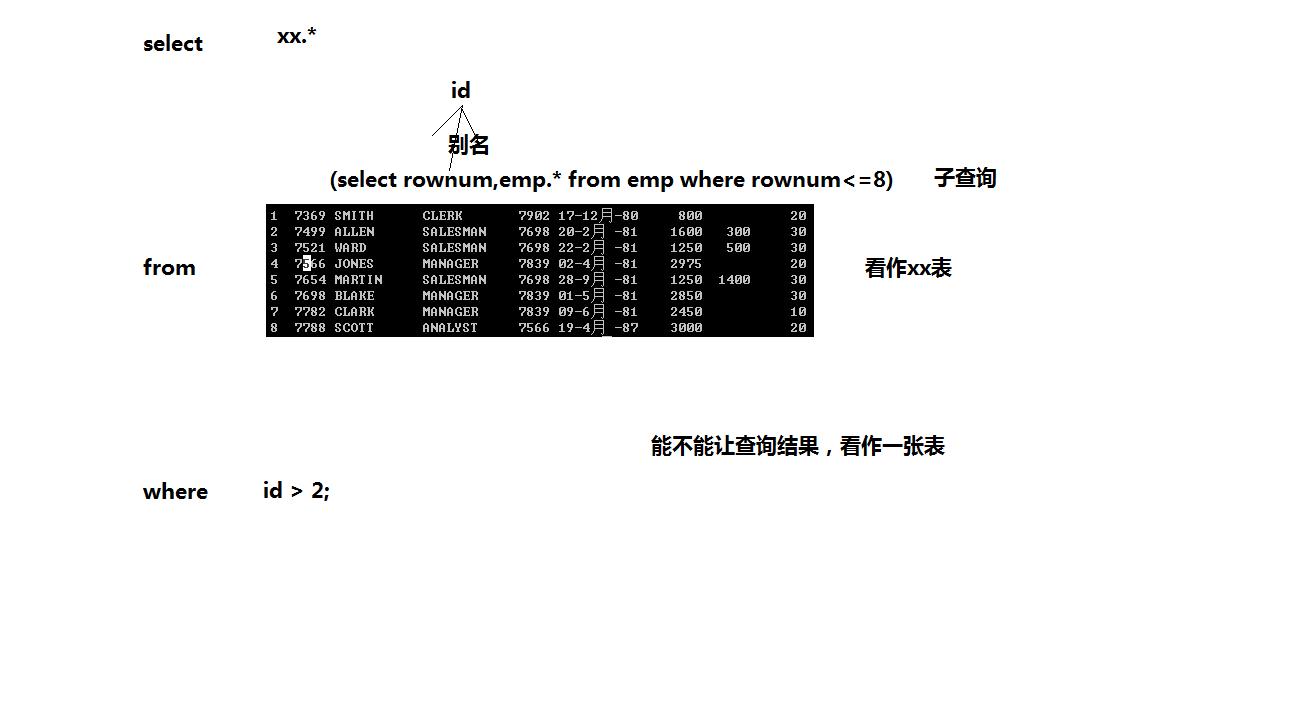 select xx.*
id
别名
(select rownum,emp.* from emp where rownum<=8) 子查询
1 7369 SMITH CLERK 7902 17-12月-80 800 20
2 7499 ALLEN SALESMAN 7698 20-2月 -81 1600 300 30
3 7521 WARD SALESMAN 7698 22-2月 -81 1250 500 30
from
4 7566 JONES MANAGER 7839 02-4月 -81 2975 20
看作xx表
5 7654 MARTIN SALESMAN 7698 28-9月 -81 1250 1400 30
6 7698 BLAKE MANAGER 7839 01-5月 -81 2850 30
7 7782 CLARK MANAGER 7839 09-6月 -81 2450 10
8 7788 SCOTT ANALYST 7566 19-4月 -87 3000 20
能不能让查询结果，看作一张表
where id > 2;